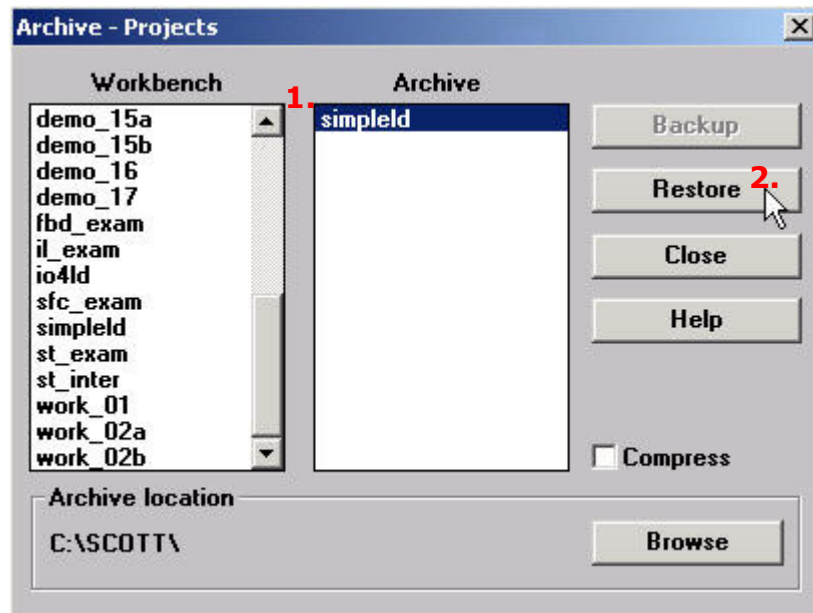 Archive - Projects
Workbench
Archive
demo_15a
demo_15b
demo_16
demo_17
fbd_exam
il_exam
io4ld
sfc_exam
simpleld
st_exam
st_inter
work_01
work_02a
work_02b
1.
simpleld
Backup
Restore
2.
Close
Help
Compress
Archive location
C:\SCOTT\
Browse